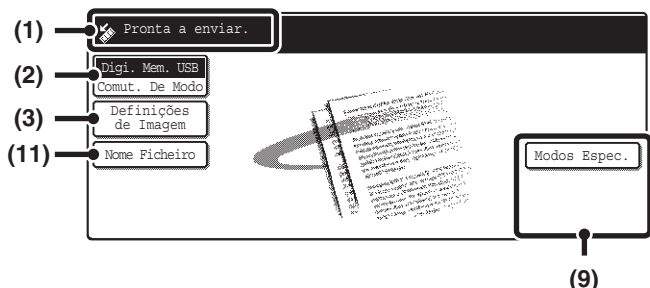 (1)
Pronta a enviar.
(2)
Digi. Mem. USB
Comut. De Modo
(3)
Definições
de Imagem
(11)
Nome Ficheiro
Modos Espec.
(9)